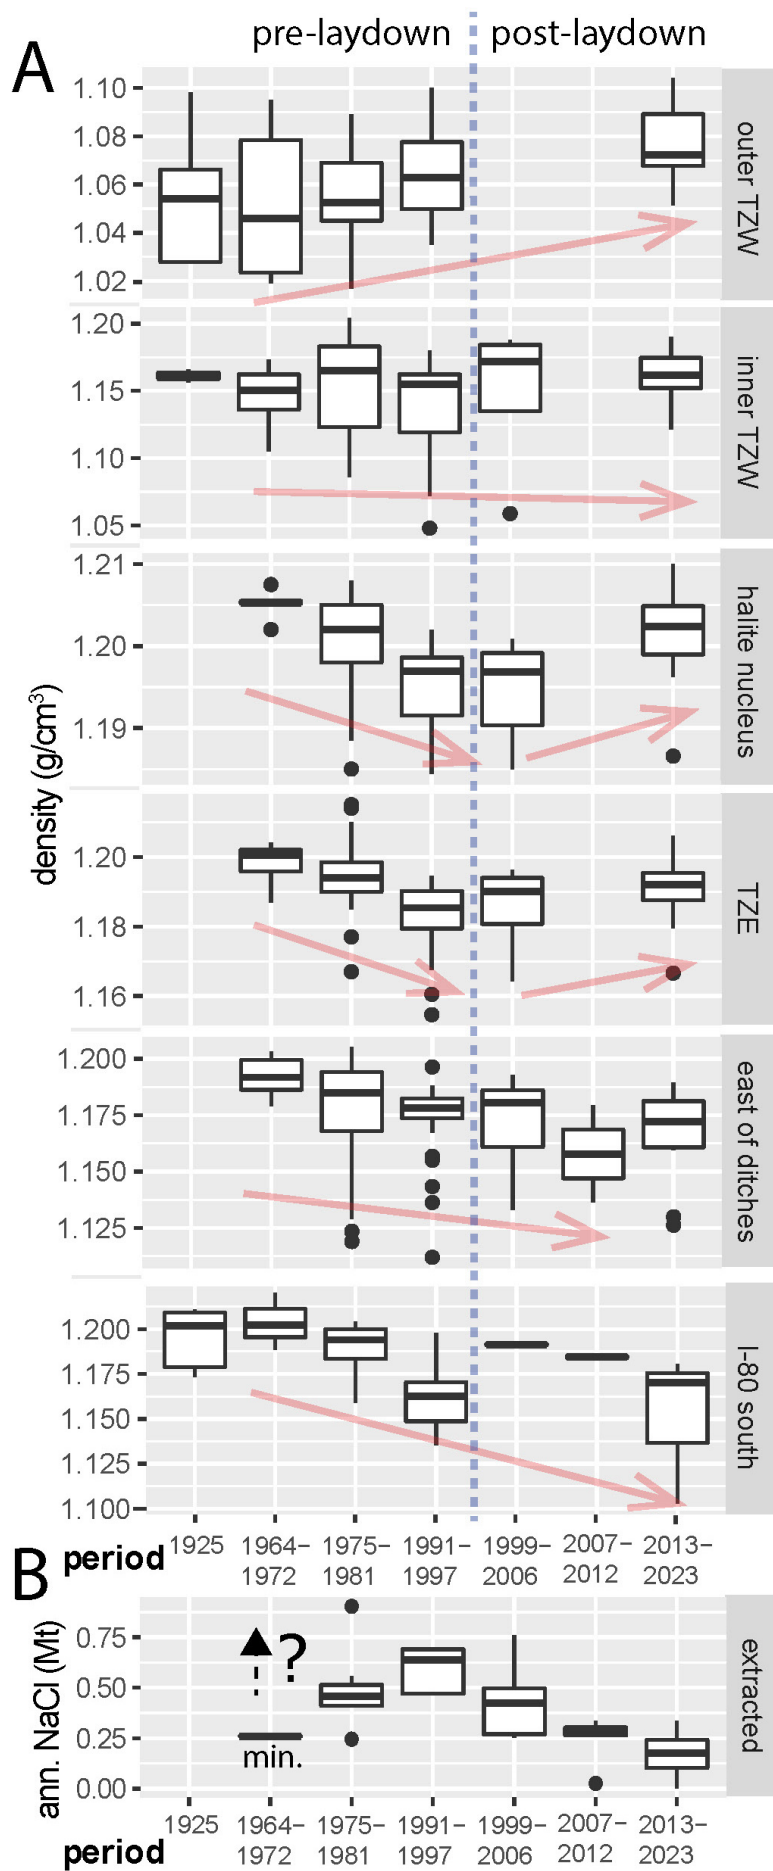 pre-laydown post-laydown
A
1.10
1.08
1.06
1.04
1.02
outer TZW
1.20
1.15
1.10
1.05
inner TZW
1.21
1.20
1.19
halite nucleus
density (g/cm³)
1.20
1.18
1.16
TZE
1.200
1.175
1.150
1.125
east of ditches
1.200
1.175
1.150
1.125
1.100
I-80 south
period 1925 1964– 1975– 1991– 1999– 2007– 2013–
1972 1981 1997 2006 2012 2023
B
ann. NaCl (Mt)
0.75
0.50
0.25
0.00
?
min.
extracted
period 1925 1964– 1975– 1991– 1999– 2007– 2013–
1972 1981 1997 2006 2012 2023